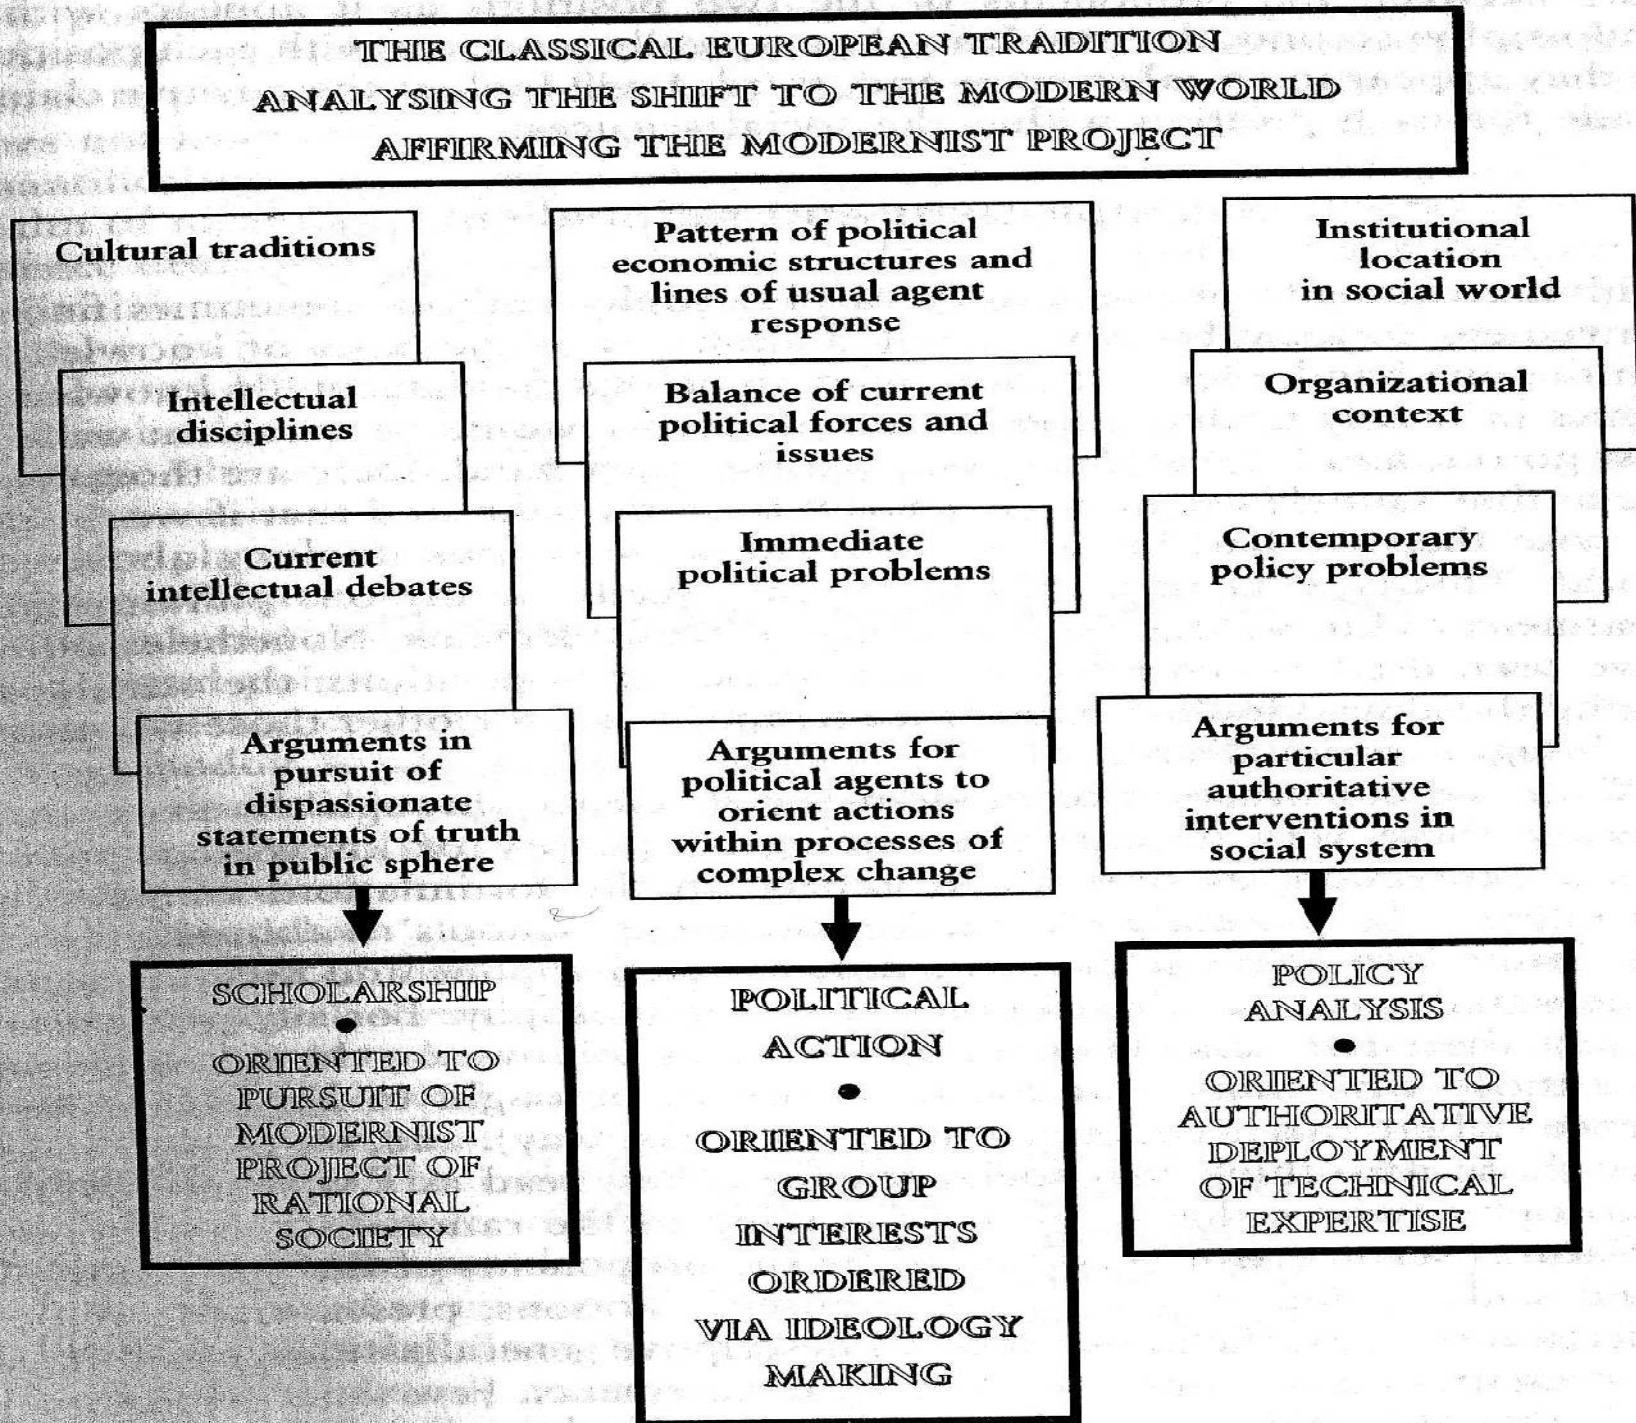 THE CLASSICAL EUROPEAN TRADITION
ANALYSING THE SHIFT TO THE MODERN WORLD
AFFIRMING THE MODERNIST PROJECT
Cultural traditions
Intellectual
disciplines
Current
intellectual debates
Arguments in
pursuit of
dispassionate
statements of truth
in public sphere
SCHOLARSHIP
•
ORIENTED TO
PURSUIT OF
MODERNIST
PROJECT OF
RATIONAL
SOCIETY
Pattern of political
economic structures and
lines of usual agent
response
Balance of current
political forces and
issues
Immediate
political problems
Arguments for
political agents to
orient actions
within processes of
complex change
POLITICAL
ACTION
•
ORIENTED TO
GROUP
INTERESTS
ORDERED
VIA IDEOLOGY
MAKING
Institutional
location
in social world
Organizational
context
Contemporary
policy problems
Arguments for
particular
authoritative
interventions in
social system
POLICY
ANALYSIS
•
ORIENTED TO
AUTHORITATIVE
DEPLOYMENT
OF TECHNICAL
EXPERTISE